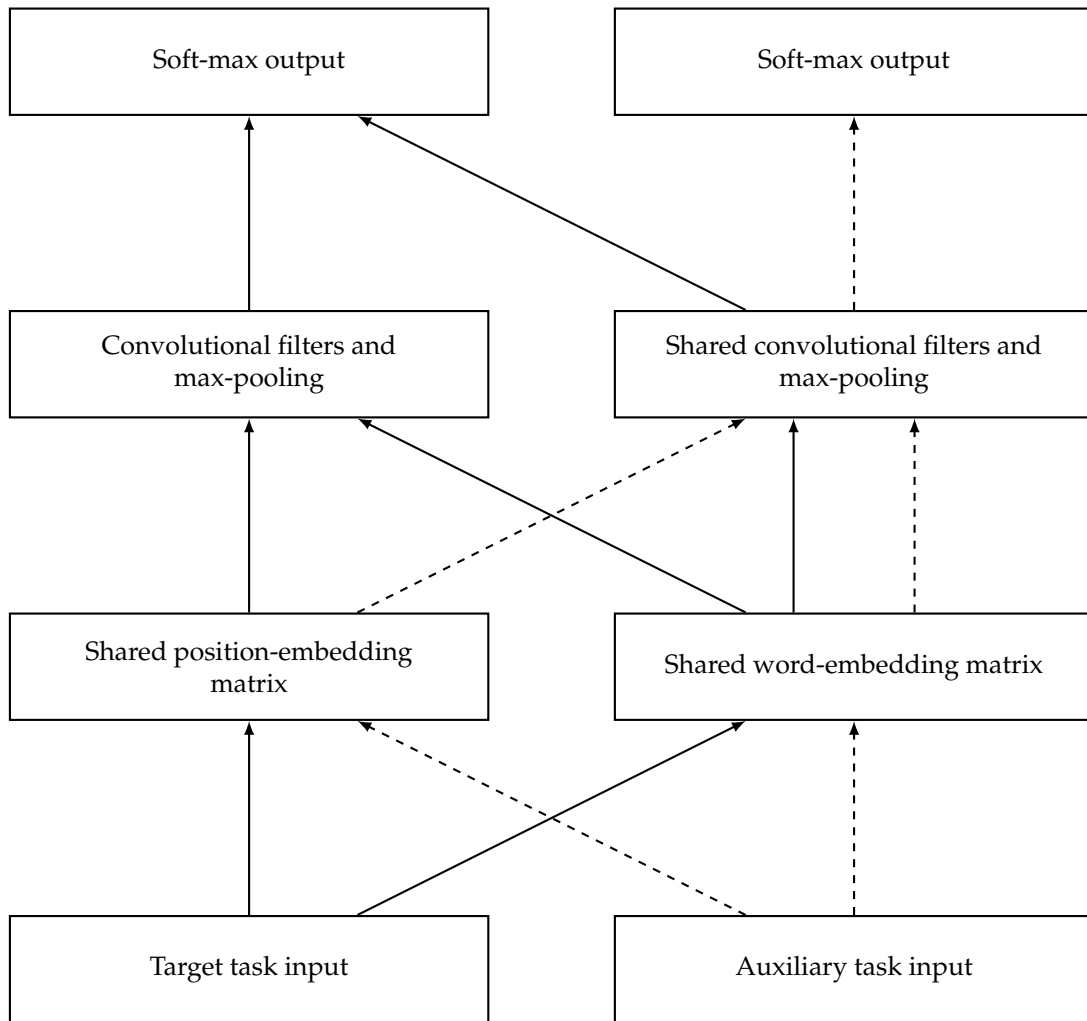 Soft-max output
Soft-max output
Convolutional filters and
max-pooling
Shared convolutional filters and
max-pooling
Shared position-embedding
matrix
Shared word-embedding matrix
Target task input
Auxiliary task input